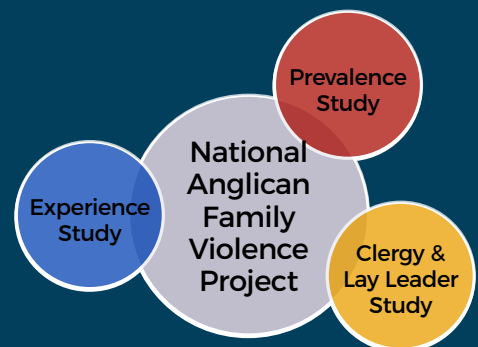 Prevalence
Study
National
Anglican
Family
Violence
Project
Experience
Study
Clergy &
Lay Leader
Study